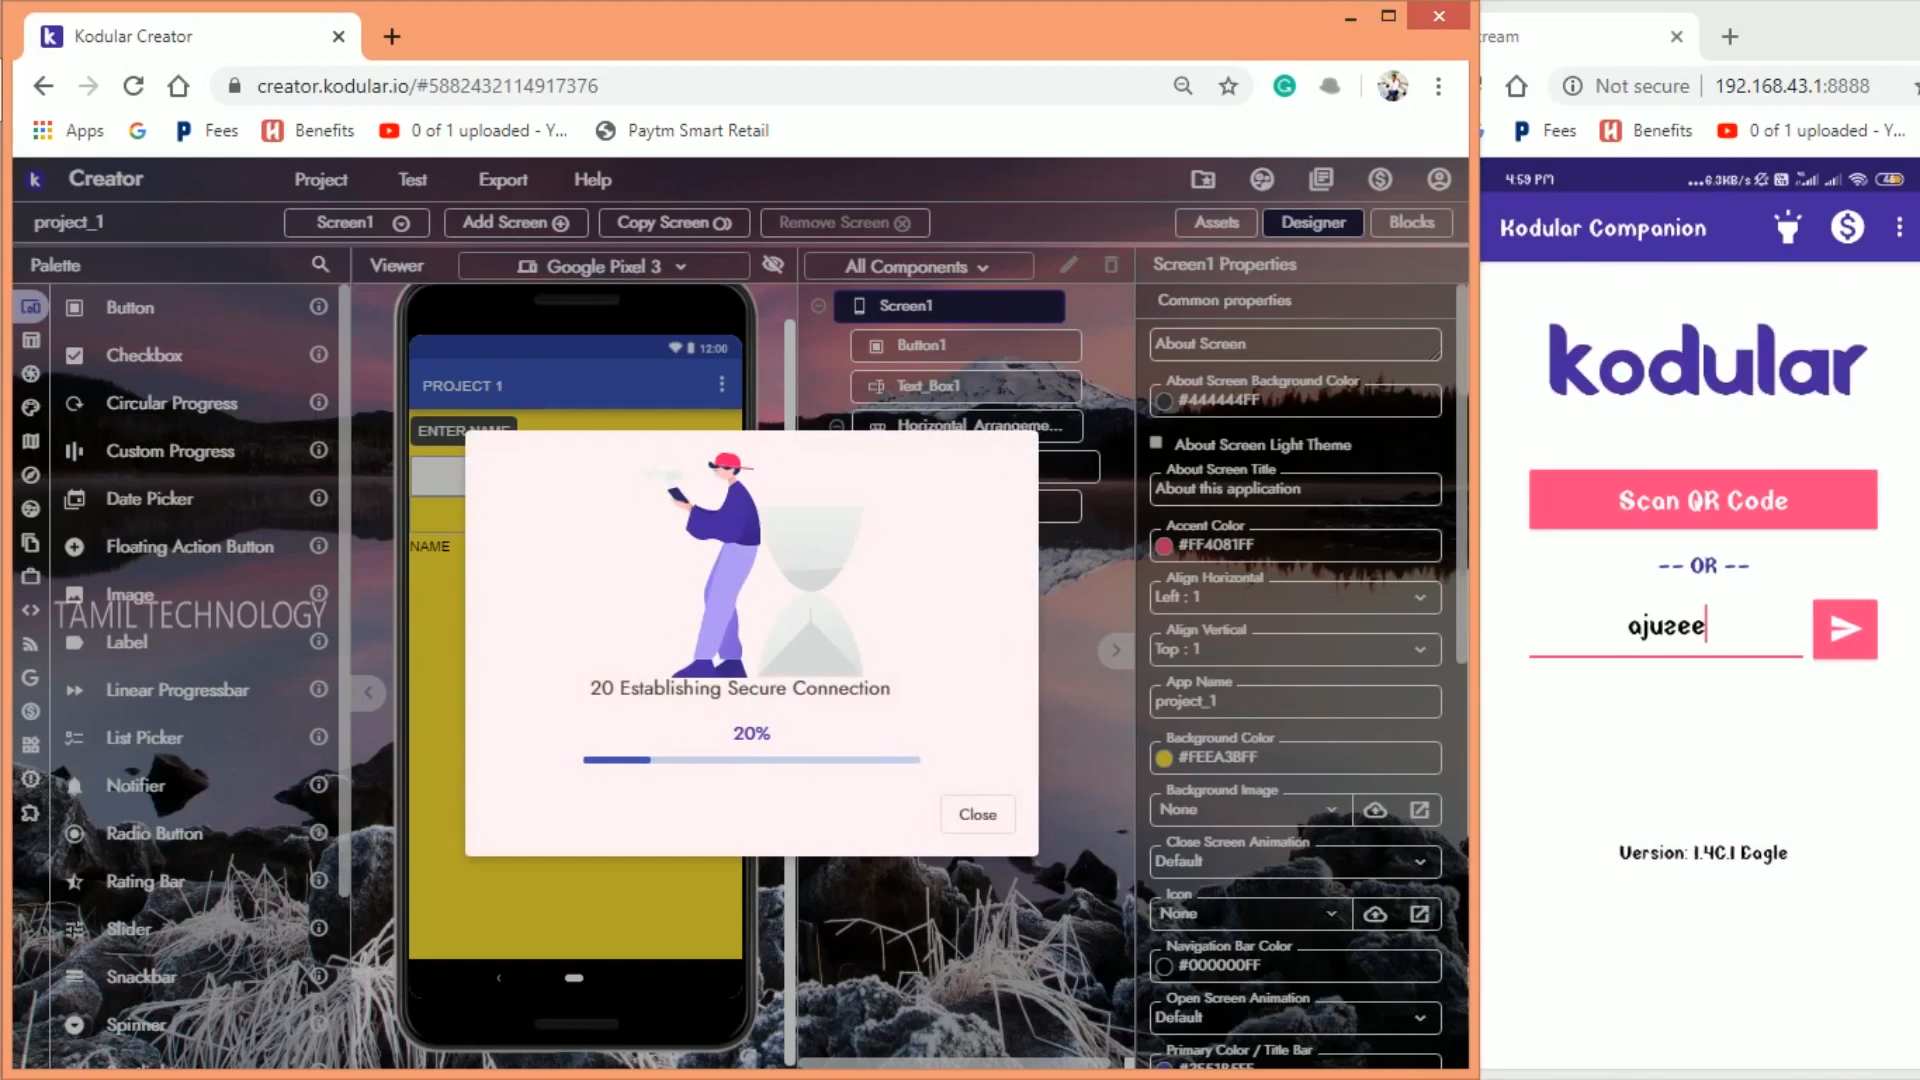 Kodular Creator
ream
creator.kodular.io/#5882432114917376
Not secure
192.168.43.1:8888
Apps
Fees
Benefits
0 of 1 uploaded - Y...
Paytm Smart Retail
Fees
Benefits
0 of 1 uploaded - Y...
Creator
Project
Test
Export
Help
4:59 PM
...6.3KB/s
Kodular Companion
project_1
Screen1
Add Screen
Copy Screen
Remove Screen
Assets
Designer
Blocks
Palette
Viewer
Google Pixel 3
All Components
Screen1 Properties
Button
Checkbox
Circular Progress
Custom Progress
Date Picker
Floating Action Button
Image
TAMIL TECHNOLOGY
Label
Linear Progressbar
List Picker
Notifier
Radio Button
Rating Bar
Slider
Snackbar
Spinner
12:00
PROJECT 1
ENTER NAME
NAME
Screen1
Button1
Text_Box1
Horizontal_Arrangeme...
20 Establishing Secure Connection
20%
Close
Common properties
About Screen
About Screen Background Color
#444444FF
About Screen Light Theme
About Screen Title
About this application
Accent Color
#FF4081FF
Align Horizontal
Left : 1
Align Vertical
Top : 1
App Name
project_1
Background Color
#FEEA3BFF
Background Image
None
Close Screen Animation
Default
Icon
None
Navigation Bar Color
#000000FF
Open Screen Animation
Default
Primary Color / Title Bar
kodular
Scan QR Code
-- OR --
ajuzee
Version: 1.4C.1 Eagle